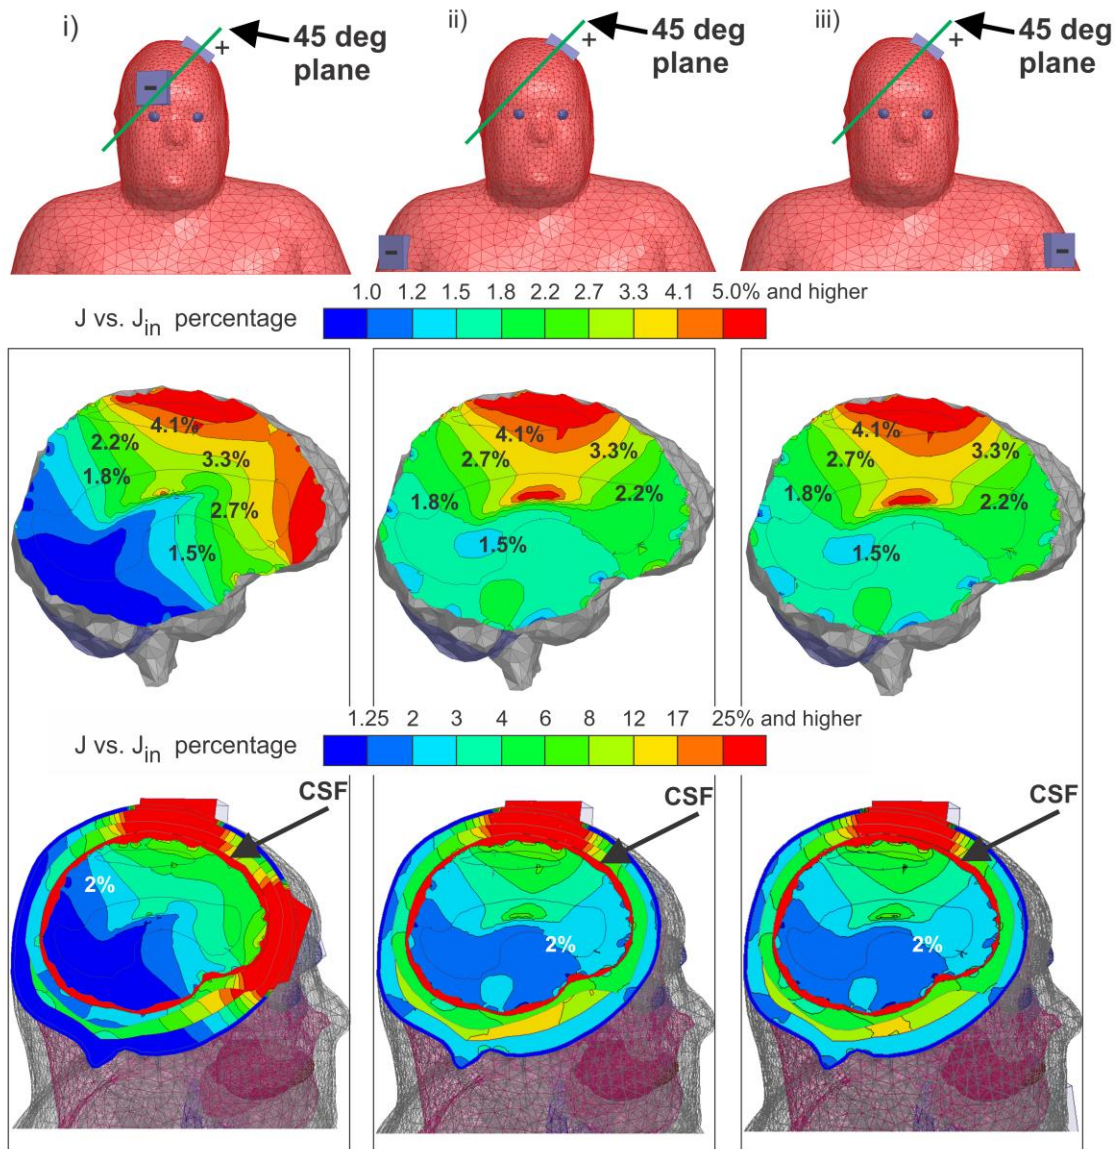 i)
ii)
iii)
+
45 deg
plane
-
+
45 deg
plane
-
+
45 deg
plane
-
1.0 1.2 1.5 1.8 2.2 2.7 3.3 4.1 5.0% and higher
J vs. Jin percentage
4.1%
2.2%
3.3%
1.8%
2.7%
1.5%
4.1%
2.7%
3.3%
1.8%
2.2%
1.5%
4.1%
2.7%
3.3%
1.8%
2.2%
1.5%
1.25 2 3 4 6 8 12 17 25% and higher
J vs. Jin percentage
CSF
2%
CSF
2%
CSF
2%